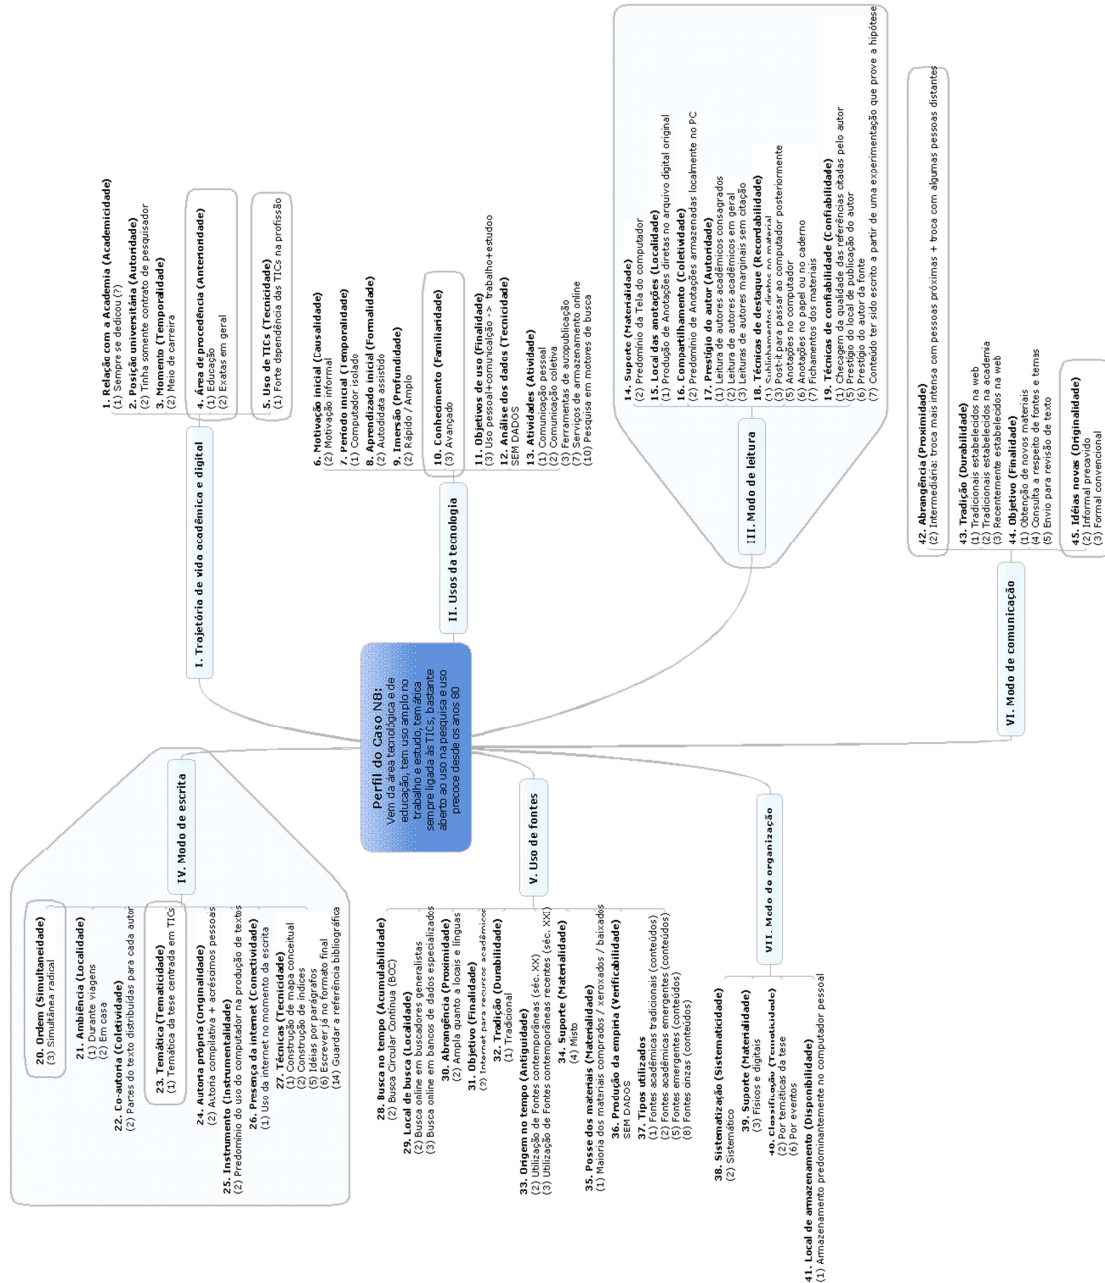 Perfil do Caso N8:
Vem da área tecnológica e de
educação, tem uso amplo no
trabalho e estudo, temática
sempre ligada às TICs, bastante
aberto ao uso na pesquisa e uso
precoce desde os anos 80
I. Trajetória de vida acadêmica e digital
1. Relação com a Academia (Academicidade)
(1) Sempre se dedicou (?)
2. Posição universitária (Autoridade)
(2) Tinha somente contrato de pesquisador
3. Momento (Temporalidade)
(2) Meio de carreira
4. Área de procedência (Anterioridade)
(1) Educação
(2) Exatas em geral
5. Uso de TICs (Tecnicidade)
(1) Forte dependência das TICs na profissão
II. Usos da tecnologia
6. Motivação inicial (Causalidade)
(2) Motivação informal
7. Período inicial (Temporalidade)
(1) Computador isolado
8. Aprendizado inicial (Formalidade)
(2) Autodidata assistido
9. Imersão (Profundidade)
(2) Rápido / Amplo
10. Conhecimento (Familiaridade)
(3) Avançado
11. Objetivos de uso (Finalidade)
(3) Uso pessoal+comunicalção -> trabalho+estudoo
12. Análise dos dados (Tecnicidade)
SEM DADOS
13. Atividades (Atividade)
(1) Comunicação pessoal
(2) Comunicação coletiva
(3) Ferramentas de autopublicação
(7) Serviços de armazenamento online
(10) Pesquisa em motores de busca
III. Modo de leitura
14. Suporte (Materialidade)
(2) Predomínio da Tela do computador
15. Local das anotações (Localidade)
(1) Produção de Anotações diretas no arquivo digital original
16. Compartilhamento (Coletividade)
(2) Predomínio de Anotações armazenadas localmente no PC
17. Prestígio do autor (Autoridade)
(1) Leitura de autores acadêmicos consagrados
(2) Leitura de autores acadêmicos em geral
(3) Leituras de autores marginais sem citação
18. Técnicas de destaque (Recordabilidade)
(1) Sublinhamentos diretos no material
(3) Post-it para passar ao computador posteriormente
(5) Anotações no computador
(6) Anotações no papel ou no caderno
(7) Fichamentos dos materiais
19. Técnicas de confiabilidade (Confiabilidade)
(1) Checagem da qualidade das referências citadas pelo autor
(5) Prestígio do local de publicação do autor
(6) Prestígio do autor da fonte
(7) Conteúdo ter sido escrito a partir de uma experimentação que prove a hipótese
VI. Modo de comunicação
42. Abrangência (Proximidade)
(2) Intermediária: troca mais intensa com pessoas próximas + troca com algumas pessoas distantes
43. Tradição (Durabilidade)
(1) Tradicionais estabelecidos na web
(2) Tradicionais estabelecidos na academia
(3) Recentemente estabelecidos na web
44. Objetivo (Finalidade)
(1) Obtenção de novos materiais
(4) Consulta a respeito de fontes e temas
(5) Envio para revisão de texto
45. Idéias novas (Originalidade)
(2) Informal precavido
(3) Formal convencional
IV. Modo de escrita
20. Ordem (Simultaneidade)
(3) Simultânea radical
21. Ambiência (Localidade)
(1) Durante viagens
(2) Em casa
22. Co-autoria (Coletividade)
(2) Partes do texto distribuídas para cada autor
23. Temática (Tematicidade)
(1) Temática da tese centrada em TICs
24. Autoria própria (Originalidade)
(2) Autoria compilativa + acréscimos pessoas
25. Instrumento (Instrumentalidade)
(2) Predomínio do uso do computador na produção de textos
26. Presença da Internet (Conectividade)
(1) Uso da internet no momento da escrita
27. Técnicas (Tecnicidade)
(1) Construção de mapa conceitual
(2) Construção de índices
(5) Idéias por parágrafos
(6) Escrever já no formato final
(14) Guardar a referência bibliográfica
V. Uso de fontes
28. Busca no tempo (Acumulabilidade)
(2) Busca Circular Contínua (BCC)
29. Local de busca (Localidade)
(2) Busca online em buscadores generalistas
(3) Busca online em bancos de dados especializados
30. Abrangência (Proximidade)
(2) Ampla quanto a locais e línguas
31. Objetivo (Finalidade)
(2) Internet para recursos acadêmicos
32. Tradição (Durabilidade)
(1) Tradicional
33. Origem no tempo (Antiguidade)
(2) Utilização de Fontes contemporâneas (séc. XX)
(3) Utilização de Fontes contemporâneas recentes (séc. XXI)
34. Suporte (Materialidade)
(4) Misto
35. Posse dos materiais (Materialidade)
(1) Maioria dos materiais comprados / xeroxados / baixados
36. Produção da empiria (Verificabilidade)
SEM DADOS
37. Tipos utilizados
(1) Fontes acadêmicas tradicionais (conteúdos)
(2) Fontes acadêmicas emergentes (conteúdos)
(5) Fontes emergentes (conteúdos)
(8) Fontes cinzas (conteúdos)
VII. Modo de organização
38. Sistematização (Sistematicidade)
(2) Sistemático
39. Suporte (Materialidade)
(3) Físicos e digitais
40. Classificação (Tematicidade)
(2) Por temáticas da tese
(6) Por eventos
41. Local de armazenamento (Disponibilidade)
(1) Armazenamento predominantemente no computador pessoal